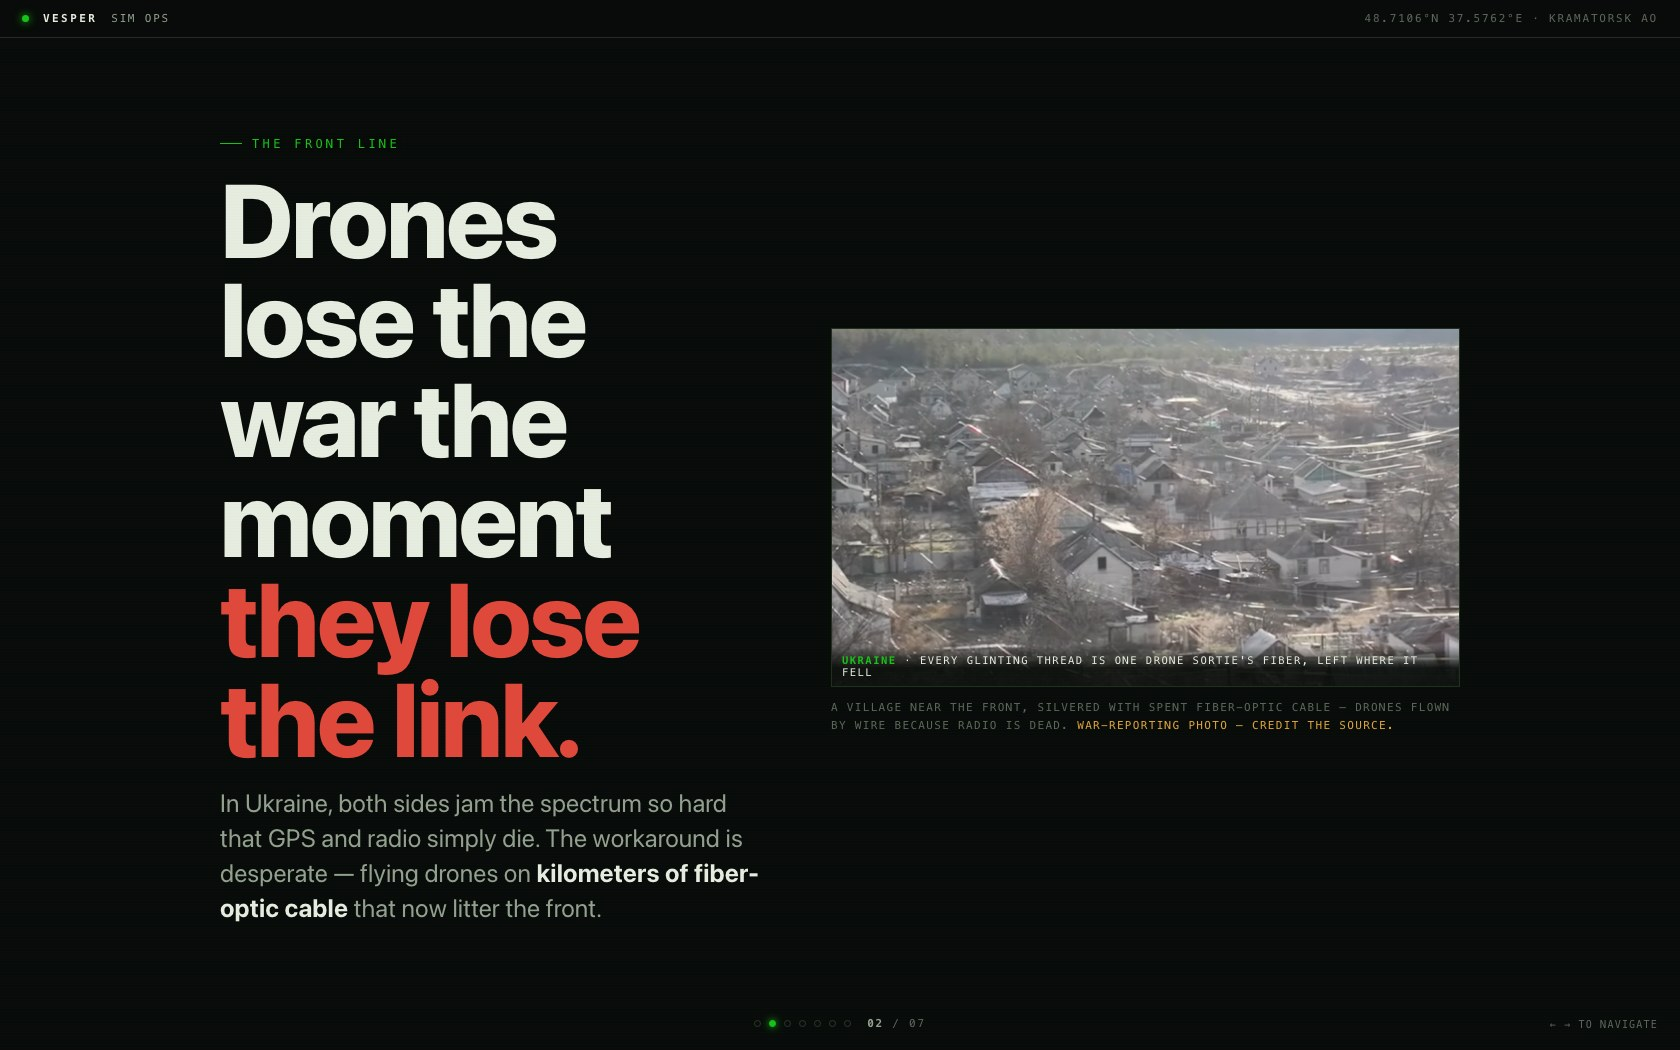 VESPER SIM OPS
48.7106°N 37.5762°E · KRAMATORSK AO
THE FRONT LINE
Drones
lose the
war the
moment
they lose
the link.
In Ukraine, both sides jam the spectrum so hard
that GPS and radio simply die. The workaround is
desperate — flying drones on kilometers of fiber-
optic cable that now litter the front.
UKRAINE · EVERY GLINTING THREAD IS ONE DRONE SORTIE'S FIBER, LEFT WHERE IT
FELL
A VILLAGE NEAR THE FRONT, SILVERED WITH SPENT FIBER-OPTIC CABLE — DRONES FLOWN
BY WIRE BECAUSE RADIO IS DEAD. WAR-REPORTING PHOTO — CREDIT THE SOURCE.
02 / 07
← → TO NAVIGATE